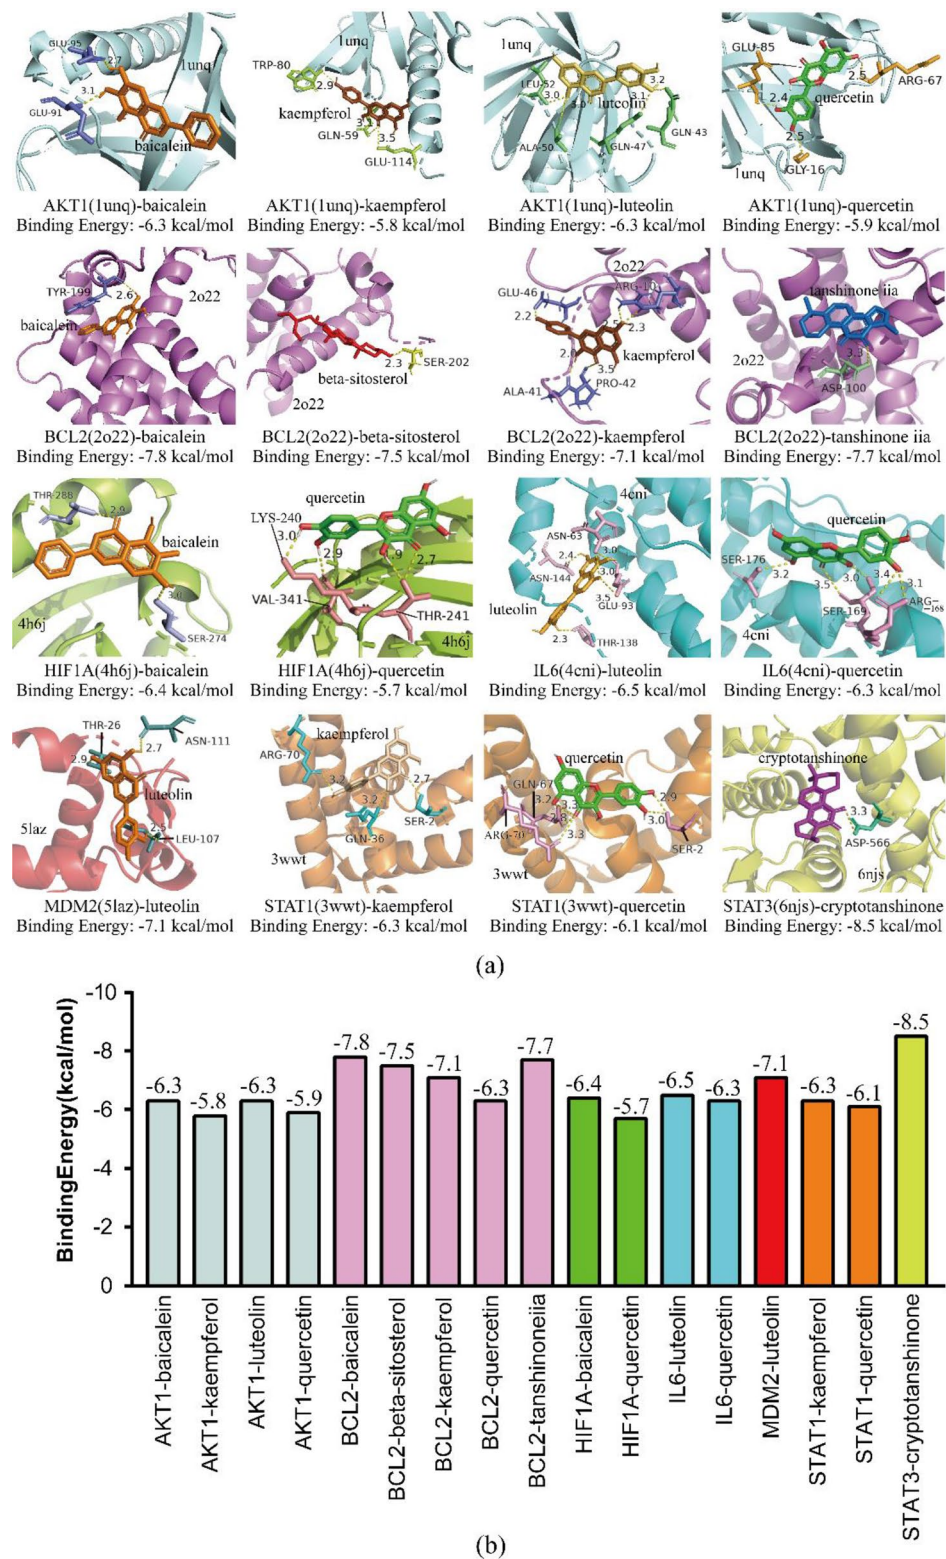 GLU-95
2.7
1unq
3.1
GLU-91
baicalein
AKT1(1unq)-baicalein
Binding Energy: -6.3 kcal/mol
1unq
TRP-80
2.9
kaempferol
3.1
GLN-59
3.5
GLU-114
AKT1(1unq)-kaempferol
Binding Energy: -5.8 kcal/mol
1unq
LEU-52
3.2
3.0
3.0
luteolin
3.1
GLN 43
ALA-50
GLN-47
AKT1(1unq)-luteolin
Binding Energy: -6.3 kcal/mol
GLU-85
2.5
ARG-67
2.4
quercetin
2.5
GLY-16
1unq
AKT1(1unq)-quercetin
Binding Energy: -5.9 kcal/mol
TYR-199
2.6
2o22
baicalein
BCL2(2o22)-baicalein
Binding Energy: -7.8 kcal/mol
2.3
SER-202
beta-sitosterol
2o22
BCL2(2o22)-beta-sitosterol
Binding Energy: -7.5 kcal/mol
2o22
GLU-46
ARG-10
2.2
2.3
kaempferol
3.5
ALA-41
PRO-42
BCL2(2o22)-kaempferol
Binding Energy: -7.1 kcal/mol
tanshinone iia
3.3
2o22
ASP-100
BCL2(2o22)-tanshinone iia
Binding Energy: -7.7 kcal/mol
THR-288
2.9
baicalein
3.0
4h6j
SER-274
HIF1A(4h6j)-baicalein
Binding Energy: -6.4 kcal/mol
quercetin
LYS-240
3.0
2.9
.9
2.7
VAL-341
THR-241
4h6j
HIF1A(4h6j)-quercetin
Binding Energy: -5.7 kcal/mol
4cni
ASN-63
2.4
3.0
3.0
ASN-144
3.5
GLU-93
luteolin
2.3
THR-138
IL6(4cni)-luteolin
Binding Energy: -6.5 kcal/mol
quercetin
SER-176
3.2
3.0
3.4
3.1
3.5
SER-169
ARG-
-168
4cni
IL6(4cni)-quercetin
Binding Energy: -6.3 kcal/mol
THR-26
2.7
ASN-111
2.9
luteolin
5laz
2.5
LEU-107
MDM2(5laz)-luteolin
Binding Energy: -7.1 kcal/mol
kaempferol
ARG-70
3.2
2.7
3.2
SER-2
GLN-36
3wwt
STAT1(3wwt)-kaempferol
Binding Energy: -6.3 kcal/mol
quercetin
GLN-67
3.2
3.3
2.9
2.8
3.0
ARG-70
3.3
SER-2
3wwt
STAT1(3wwt)-quercetin
Binding Energy: -6.1 kcal/mol
cryptotanshinone
3.3
ASP-566
6njs
STAT3(6njs)-cryptotanshinone
Binding Energy: -8.5 kcal/mol
(a)
BindingEnergy(kcal/mol)
-10
-8
-6
-4
-2
0
-6.3
-5.8
-6.3
-5.9
-7.8
-7.5
-7.1
-6.3
-7.7
-6.4
-5.7
-6.5
-6.3
-7.1
-6.3
-6.1
-8.5
AKT1-baicalein
AKT1-kaempferol
AKT1-luteolin
AKT1-quercetin
BCL2-baicalein
BCL2-beta-sitosterol
BCL2-kaempferol
BCL2-quercetin
BCL2-tanshinoneiia
HIF1A-baicalein
HIF1A-quercetin
IL6-luteolin
IL6-quercetin
MDM2-luteolin
STAT1-kaempferol
STAT1-quercetin
STAT3-cryptotanshinone
(b)